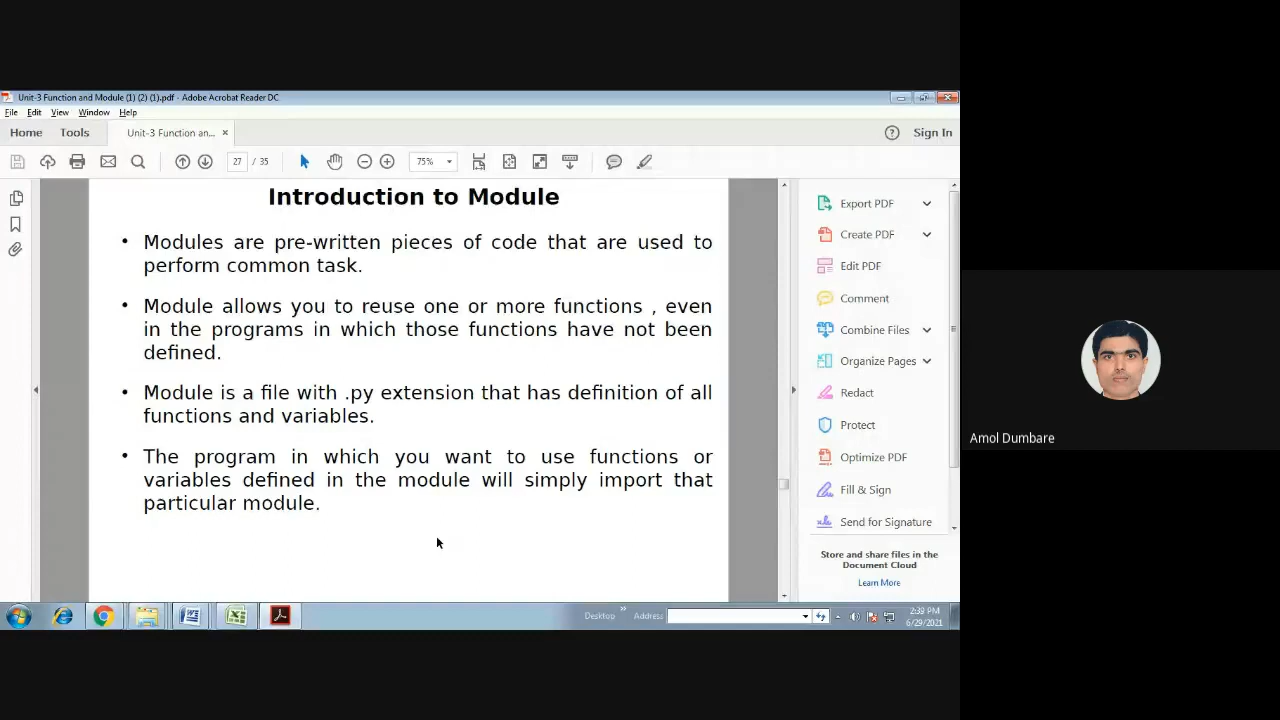 Unit-3 Function and Module (1) (2) (1).pdf - Adobe Acrobat Reader DC
File Edit View Window Help
Home Tools Unit-3 Function an... × Sign In
27 / 35 75%
Introduction to Module
• Modules are pre-written pieces of code that are used to
perform common task.
• Module allows you to reuse one or more functions , even
in the programs in which those functions have not been
defined.
• Module is a file with .py extension that has definition of all
functions and variables.
• The program in which you want to use functions or
variables defined in the module will simply import that
particular module.
Export PDF
Create PDF
Edit PDF
Comment
Combine Files
Organize Pages
Redact
Protect
Optimize PDF
Fill & Sign
Send for Signature
Store and share files in the
Document Cloud
Learn More
Amol Dumbare
Desktop » Address
2:39 PM
6/29/2021